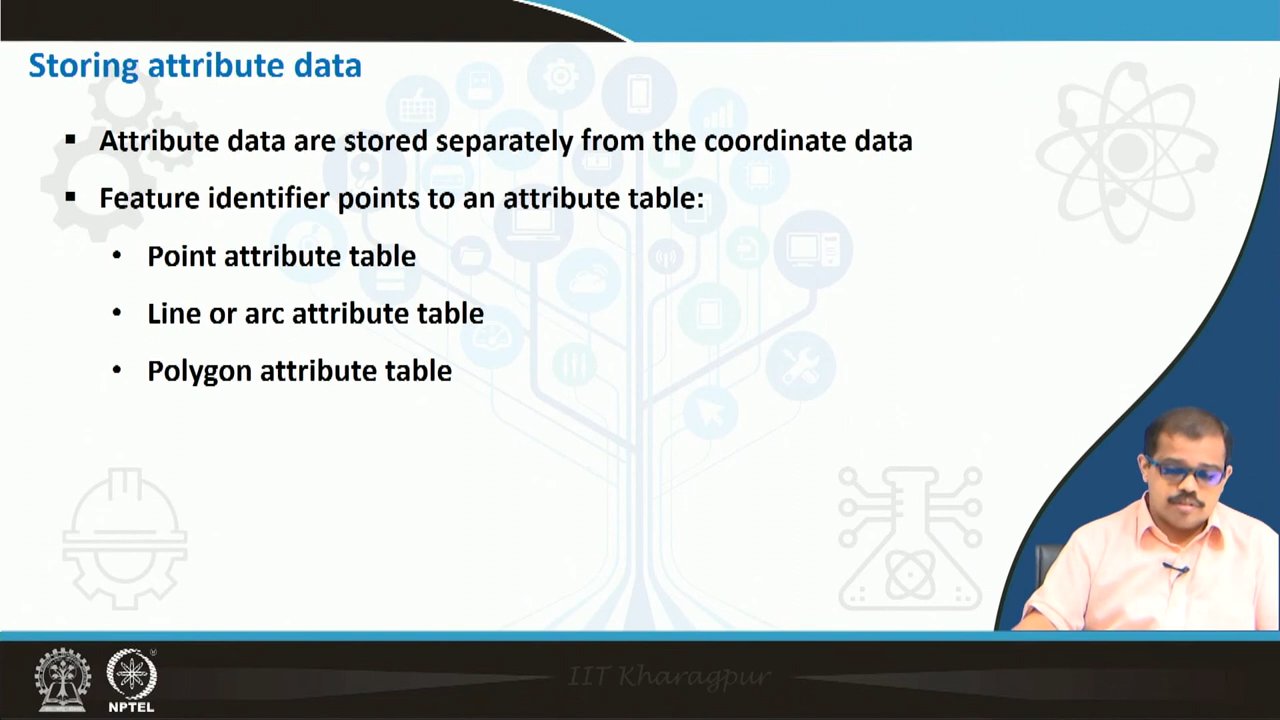 Storing attribute data
▪ Attribute data are stored separately from the coordinate data
▪ Feature identifier points to an attribute table:
• Point attribute table
• Line or arc attribute table
• Polygon attribute table
IIT Kharagpur
NPTEL